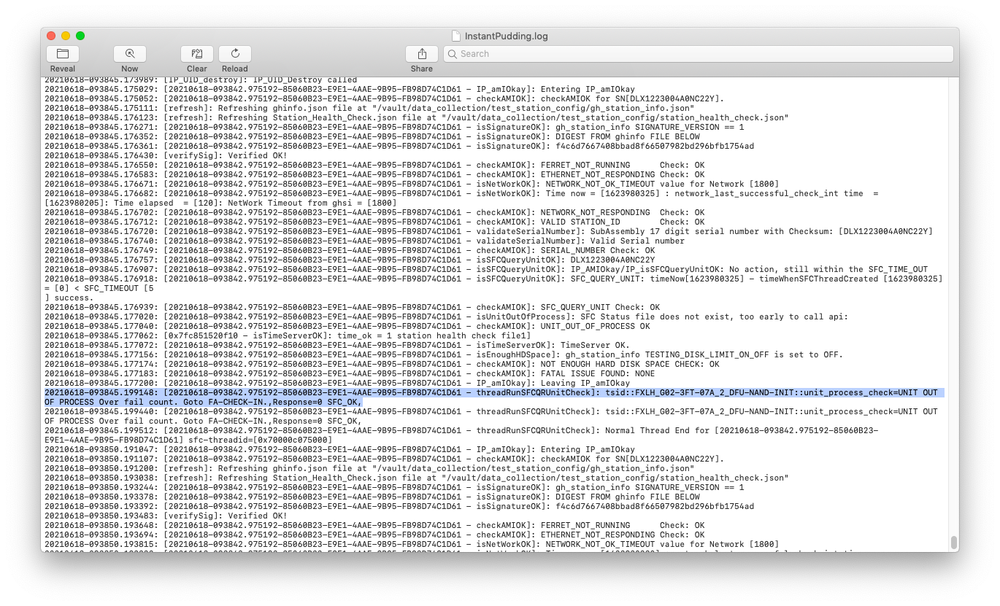 InstantPudding.log
Reveal
Now
Clear
Reload
Share
Search
20210618-093845.173989: [IP_UID_destroy]: IP_UID_Destroy called
20210618-093845.175029: [20210618-093842.975192-85060B23-E9E1-4AAE-9B95-FB98D74C1D61 - IP_amIOkay]: Entering IP_amIOkay
20210618-093845.175052: [20210618-093842.975192-85060B23-E9E1-4AAE-9B95-FB98D74C1D61 - checkAMIOK]: checkAMIOK for SN[DLX1223004A0NC22Y].
20210618-093845.175111: [refresh]: Refreshing ghinfo.json file at "/vault/data_collection/test_station_config/gh_station_info.json"
20210618-093845.176123: [refresh]: Refreshing Station_Health_Check.json file at "/vault/data_collection/test_station_config/station_health_check.json"
20210618-093845.176271: [20210618-093842.975192-85060B23-E9E1-4AAE-9B95-FB98D74C1D61 - isSignatureOK]: gh_station_info SIGNATURE_VERSION == 1
20210618-093845.176352: [20210618-093842.975192-85060B23-E9E1-4AAE-9B95-FB98D74C1D61 - isSignatureOK]: DIGEST FROM ghinfo FILE BELOW
20210618-093845.176361: [20210618-093842.975192-85060B23-E9E1-4AAE-9B95-FB98D74C1D61 - isSignatureOK]: f4c6d7667408bbad8f66507982bd296bfb1754ad
20210618-093845.176430: [verifySig]: Verified OK!
20210618-093845.176550: [20210618-093842.975192-85060B23-E9E1-4AAE-9B95-FB98D74C1D61 - checkAMIOK]: FERRET_NOT_RUNNING      Check: OK
20210618-093845.176583: [20210618-093842.975192-85060B23-E9E1-4AAE-9B95-FB98D74C1D61 - checkAMIOK]: ETHERNET_NOT_RESPONDING Check: OK
20210618-093845.176671: [20210618-093842.975192-85060B23-E9E1-4AAE-9B95-FB98D74C1D61 - isNetWorkOK]: NETWORK_NOT_OK_TIMEOUT value for Network [1800]
20210618-093845.176682: [20210618-093842.975192-85060B23-E9E1-4AAE-9B95-FB98D74C1D61 - isNetWorkOK]: Time now = [1623980325] : network_last_successful_check_int time  =
[1623980205]: Time elapsed  = [120]: NetWork Timeout from ghsi = [1800]
20210618-093845.176702: [20210618-093842.975192-85060B23-E9E1-4AAE-9B95-FB98D74C1D61 - checkAMIOK]: NETWORK_NOT_RESPONDING  Check: OK
20210618-093845.176712: [20210618-093842.975192-85060B23-E9E1-4AAE-9B95-FB98D74C1D61 - checkAMIOK]: VALID STATION_ID        Check: OK
20210618-093845.176720: [20210618-093842.975192-85060B23-E9E1-4AAE-9B95-FB98D74C1D61 - validateSerialNumber]: SubAssembly 17 digit serial number with Checksum: [DLX1223004A0NC22Y]
20210618-093845.176740: [20210618-093842.975192-85060B23-E9E1-4AAE-9B95-FB98D74C1D61 - validateSerialNumber]: Valid Serial number
20210618-093845.176749: [20210618-093842.975192-85060B23-E9E1-4AAE-9B95-FB98D74C1D61 - checkAMIOK]: SERIAL_NUMBER Check: OK
20210618-093845.176757: [20210618-093842.975192-85060B23-E9E1-4AAE-9B95-FB98D74C1D61 - isSFCQueryUnitOK]: DLX1223004A0NC22Y
20210618-093845.176907: [20210618-093842.975192-85060B23-E9E1-4AAE-9B95-FB98D74C1D61 - isSFCQueryUnitOK]: IP_AMIOkay/IP_isSFCQueryUnitOK: No action, still within the SFC_TIME_OUT
20210618-093845.176918: [20210618-093842.975192-85060B23-E9E1-4AAE-9B95-FB98D74C1D61 - isSFCQueryUnitOK]: SFC_QUERY_UNIT: timeNow[1623980325] - timeWhenSFCThreadCreated [1623980325]
= [0] < SFC_TIMEOUT [5
] success.
20210618-093845.176939: [20210618-093842.975192-85060B23-E9E1-4AAE-9B95-FB98D74C1D61 - checkAMIOK]: SFC_QUERY_UNIT Check: OK
20210618-093845.177020: [20210618-093842.975192-85060B23-E9E1-4AAE-9B95-FB98D74C1D61 - isUnitOutOfProcess]: SFC Status file does not exist, too early to call api:
20210618-093845.177040: [20210618-093842.975192-85060B23-E9E1-4AAE-9B95-FB98D74C1D61 - checkAMIOK]: UNIT_OUT_OF_PROCESS OK
20210618-093845.177062: [0x7fc851520f10 - isTimeServerOK]: time_ok = 1 station health check file1]
20210618-093845.177072: [20210618-093842.975192-85060B23-E9E1-4AAE-9B95-FB98D74C1D61 - isTimeServerOK]: TimeServer OK.
20210618-093845.177156: [20210618-093842.975192-85060B23-E9E1-4AAE-9B95-FB98D74C1D61 - isEnoughHDSpace]: gh_station_info TESTING_DISK_LIMIT_ON_OFF is set to OFF.
20210618-093845.177174: [20210618-093842.975192-85060B23-E9E1-4AAE-9B95-FB98D74C1D61 - checkAMIOK]: NOT ENOUGH HARD DISK SPACE CHECK: OK
20210618-093845.177183: [20210618-093842.975192-85060B23-E9E1-4AAE-9B95-FB98D74C1D61 - checkAMIOK]: FATAL ISSUE FOUND: NONE
20210618-093845.177200: [20210618-093842.975192-85060B23-E9E1-4AAE-9B95-FB98D74C1D61 - IP_amIOkay]: Leaving IP_amIOkay
20210618-093845.199148: [20210618-093842.975192-85060B23-E9E1-4AAE-9B95-FB98D74C1D61 - threadRunSFCQRUnitCheck]: tsid::FXLH_G02-3FT-07A_2_DFU-NAND-INIT::unit_process_check=UNIT OUT
OF PROCESS Over fail count. Goto FA-CHECK-IN.,Response=0 SFC_OK,
20210618-093845.199440: [20210618-093842.975192-85060B23-E9E1-4AAE-9B95-FB98D74C1D61 - threadRunSFCQRUnitCheck]: tsid::FXLH_G02-3FT-07A_2_DFU-NAND-INIT::unit_process_check=UNIT OUT
OF PROCESS Over fail count. Goto FA-CHECK-IN.,Response=0 SFC_OK,
20210618-093845.199512: [20210618-093842.975192-85060B23-E9E1-4AAE-9B95-FB98D74C1D61 - threadRunSFCQRUnitCheck]: Normal Thread End for [20210618-093842.975192-85060B23-
E9E1-4AAE-9B95-FB98D74C1D61] sfc-threadid=[0x70000c075000]
20210618-093850.191047: [20210618-093842.975192-85060B23-E9E1-4AAE-9B95-FB98D74C1D61 - IP_amIOkay]: Entering IP_amIOkay
20210618-093850.191107: [20210618-093842.975192-85060B23-E9E1-4AAE-9B95-FB98D74C1D61 - checkAMIOK]: checkAMIOK for SN[DLX1223004A0NC22Y].
20210618-093850.191200: [refresh]: Refreshing ghinfo.json file at "/vault/data_collection/test_station_config/gh_station_info.json"
20210618-093850.193038: [refresh]: Refreshing Station_Health_Check.json file at "/vault/data_collection/test_station_config/station_health_check.json"
20210618-093850.193244: [20210618-093842.975192-85060B23-E9E1-4AAE-9B95-FB98D74C1D61 - isSignatureOK]: gh_station_info SIGNATURE_VERSION == 1
20210618-093850.193378: [20210618-093842.975192-85060B23-E9E1-4AAE-9B95-FB98D74C1D61 - isSignatureOK]: DIGEST FROM ghinfo FILE BELOW
20210618-093850.193392: [20210618-093842.975192-85060B23-E9E1-4AAE-9B95-FB98D74C1D61 - isSignatureOK]: f4c6d7667408bbad8f66507982bd296bfb1754ad
20210618-093850.193483: [verifySig]: Verified OK!
20210618-093850.193648: [20210618-093842.975192-85060B23-E9E1-4AAE-9B95-FB98D74C1D61 - checkAMIOK]: FERRET_NOT_RUNNING      Check: OK
20210618-093850.193694: [20210618-093842.975192-85060B23-E9E1-4AAE-9B95-FB98D74C1D61 - checkAMIOK]: ETHERNET_NOT_RESPONDING Check: OK
20210618-093850.193815: [20210618-093842.975192-85060B23-E9E1-4AAE-9B95-FB98D74C1D61 - isNetWorkOK]: NETWORK_NOT_OK_TIMEOUT value for Network [1800]